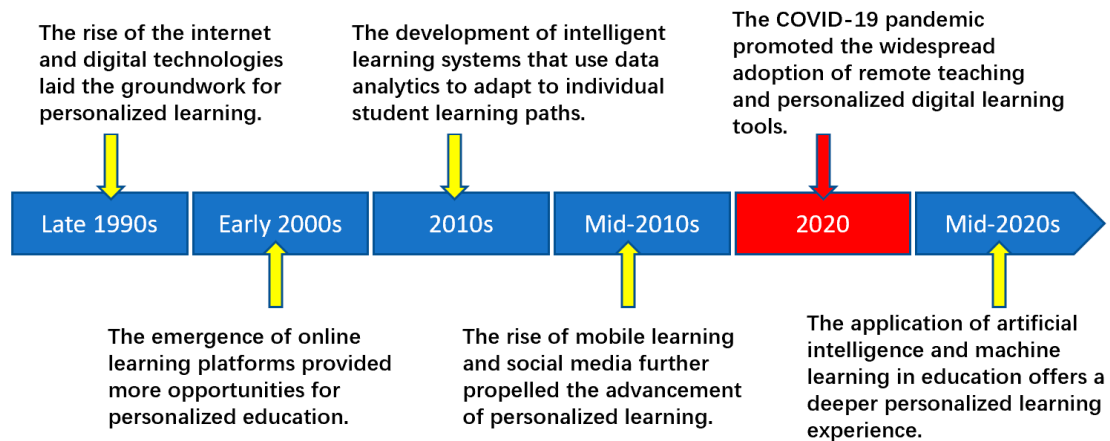 The rise of the internet
and digital technologies
laid the groundwork for
personalized learning.
The development of intelligent
learning systems that use data
analytics to adapt to individual
student learning paths.
The COVID-19 pandemic
promoted the widespread
adoption of remote teaching
and personalized digital learning
tools.
Late 1990s
Early 2000s
2010s
Mid-2010s
2020
Mid-2020s
The emergence of online
learning platforms provided
more opportunities for
personalized education.
The rise of mobile learning
and social media further
propelled the advancement
of personalized learning.
The application of artificial
intelligence and machine
learning in education offers a
deeper personalized learning
experience.